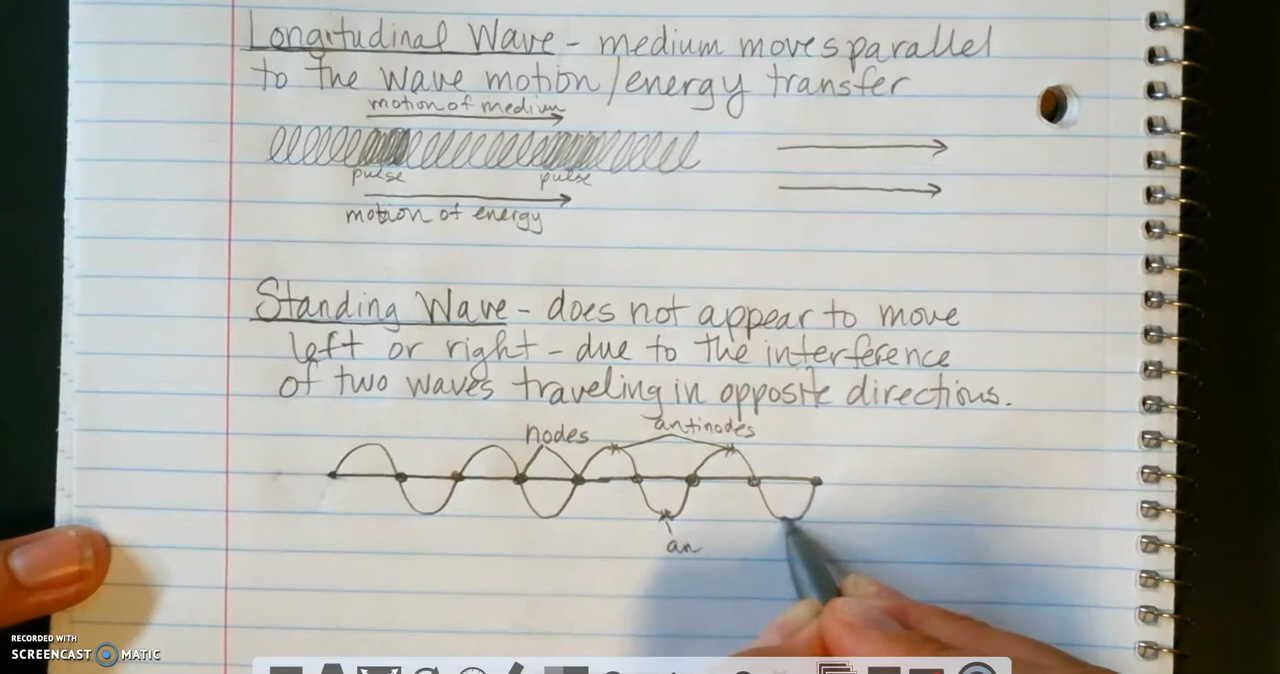 Longitudinal Wave - medium moves parallel
to the wave motion/energy transfer
motion of medium
pulse pulse
motion of energy
Standing Wave - does not appear to move
left or right - due to the interference
of two waves traveling in opposite directions.
nodes antinodes
an
RECORDED WITH
SCREENCAST MATIC